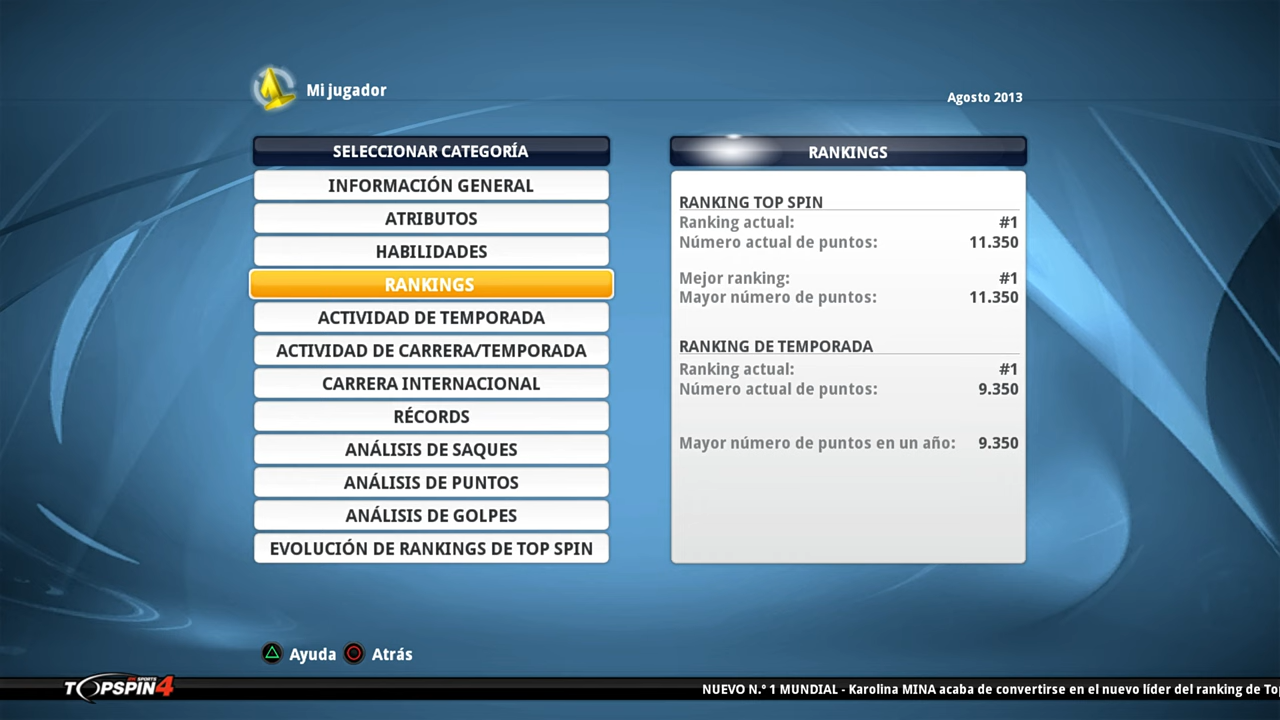 Mi jugador
Agosto 2013
SELECCIONAR CATEGORÍA
INFORMACIÓN GENERAL
ATRIBUTOS
HABILIDADES
RANKINGS
ACTIVIDAD DE TEMPORADA
ACTIVIDAD DE CARRERA/TEMPORADA
CARRERA INTERNACIONAL
RÉCORDS
ANÁLISIS DE SAQUES
ANÁLISIS DE PUNTOS
ANÁLISIS DE GOLPES
EVOLUCIÓN DE RANKINGS DE TOP SPIN
RANKINGS
RANKING TOP SPIN
Ranking actual: #1
Número actual de puntos: 11.350
Mejor ranking: #1
Mayor número de puntos: 11.350
RANKING DE TEMPORADA
Ranking actual: #1
Número actual de puntos: 9.350
Mayor número de puntos en un año: 9.350
Ayuda Atrás
2K SPORTS
TOPSPIN 4
NUEVO N.º 1 MUNDIAL - Karolina MINA acaba de convertirse en el nuevo líder del ranking de To